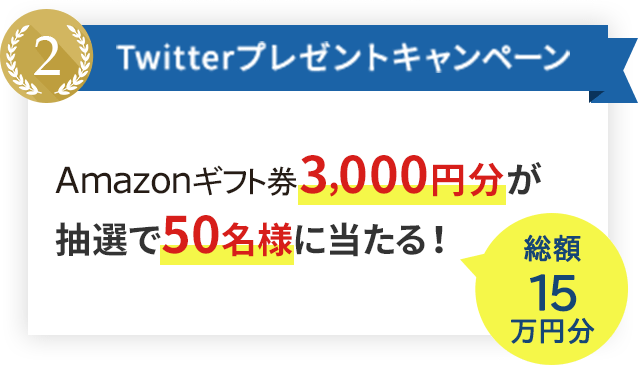 2
Twitterプレゼントキャンペーン
Amazonギフト券3,000円分が
抽選で50名様に当たる！
総額
15
万円分